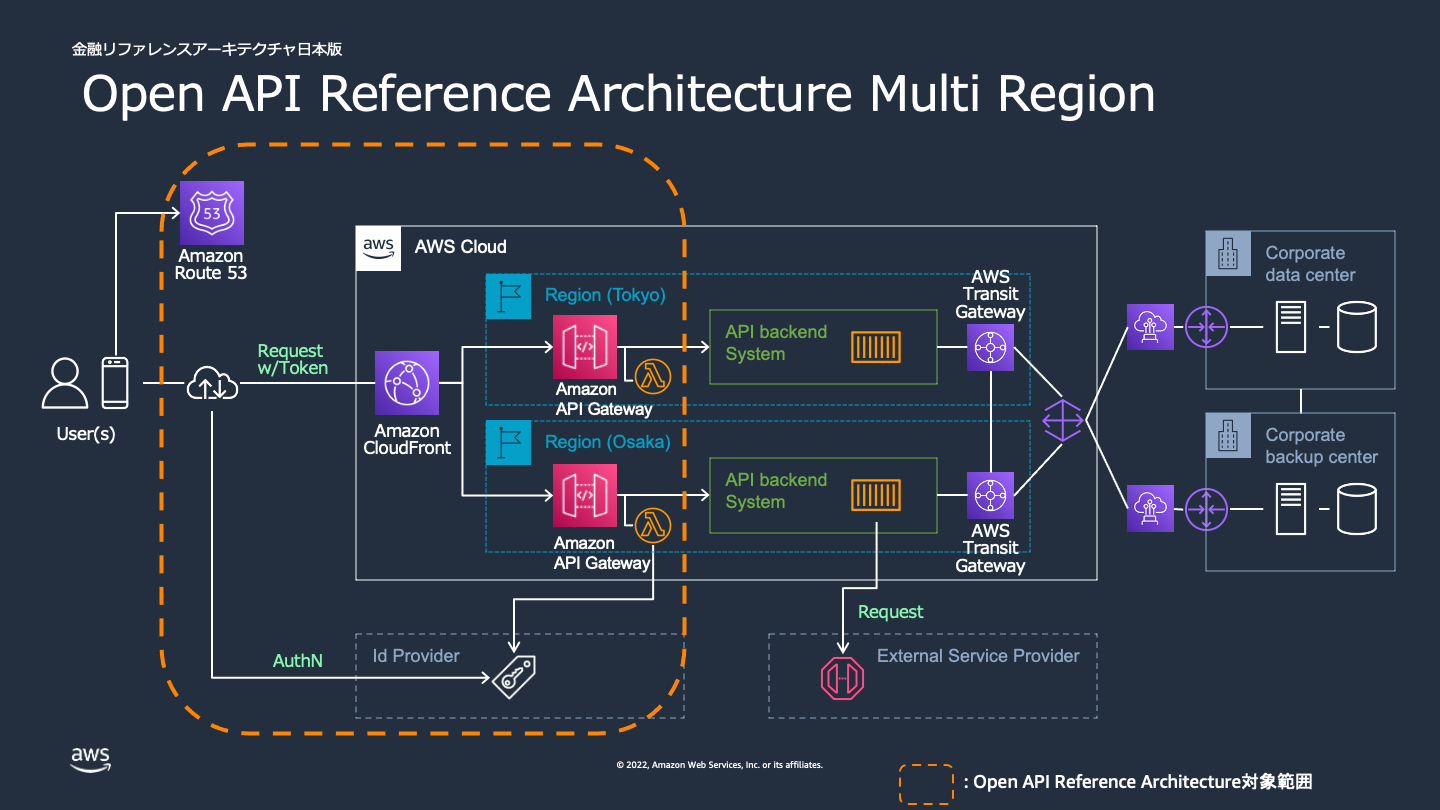 金融リファレンスアーキテクチャ日本版
Open API Reference Architecture Multi Region
53
Amazon
Route 53
aws
AWS Cloud
Region (Tokyo)
AWS
Transit
Gateway
API backend
System
Amazon
API Gateway
Request
w/Token
User(s)
Amazon
CloudFront
Region (Osaka)
API backend
System
Amazon
API Gateway
AWS
Transit
Gateway
Corporate
data center
Corporate
backup center
Request
AuthN
Id Provider
External Service Provider
aws
© 2022, Amazon Web Services, Inc. or its affiliates.
: Open API Reference Architecture対象範囲